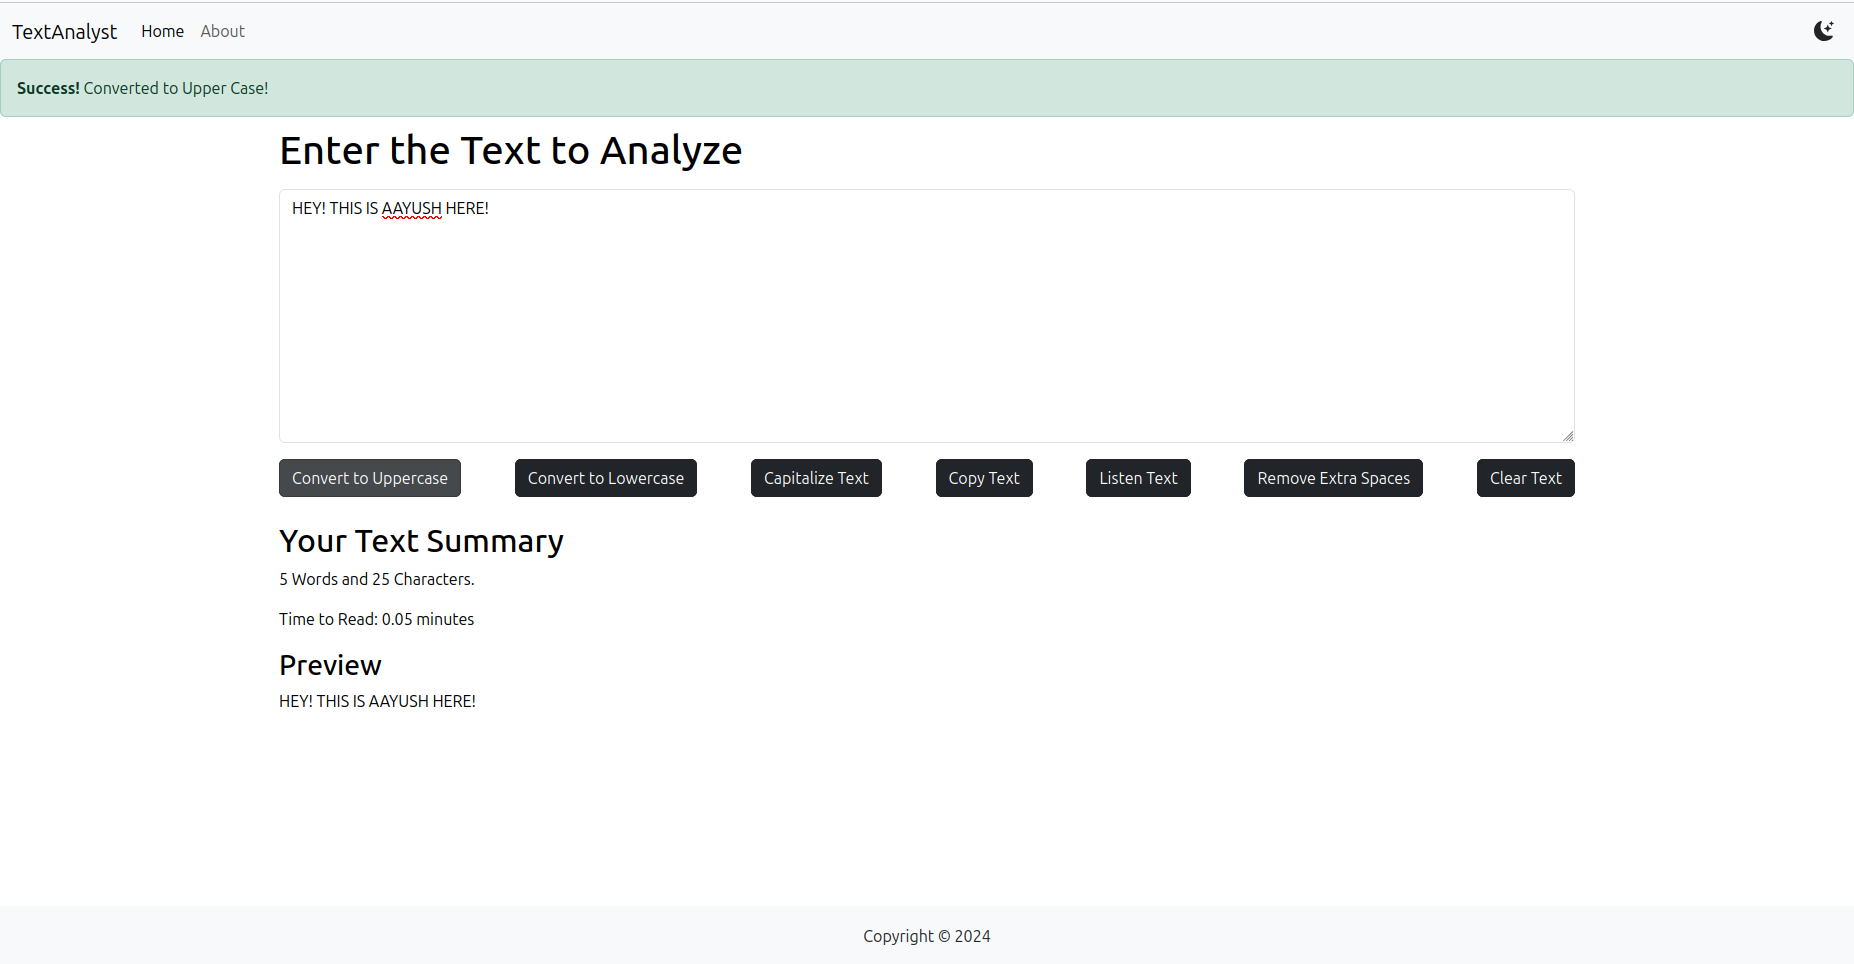 TextAnalyst Home About
Success! Converted to Upper Case!
Enter the Text to Analyze
HEY! THIS IS AAYUSH HERE!
Convert to Uppercase Convert to Lowercase Capitalize Text Copy Text Listen Text Remove Extra Spaces Clear Text
Your Text Summary
5 Words and 25 Characters.
Time to Read: 0.05 minutes
Preview
HEY! THIS IS AAYUSH HERE!
Copyright © 2024